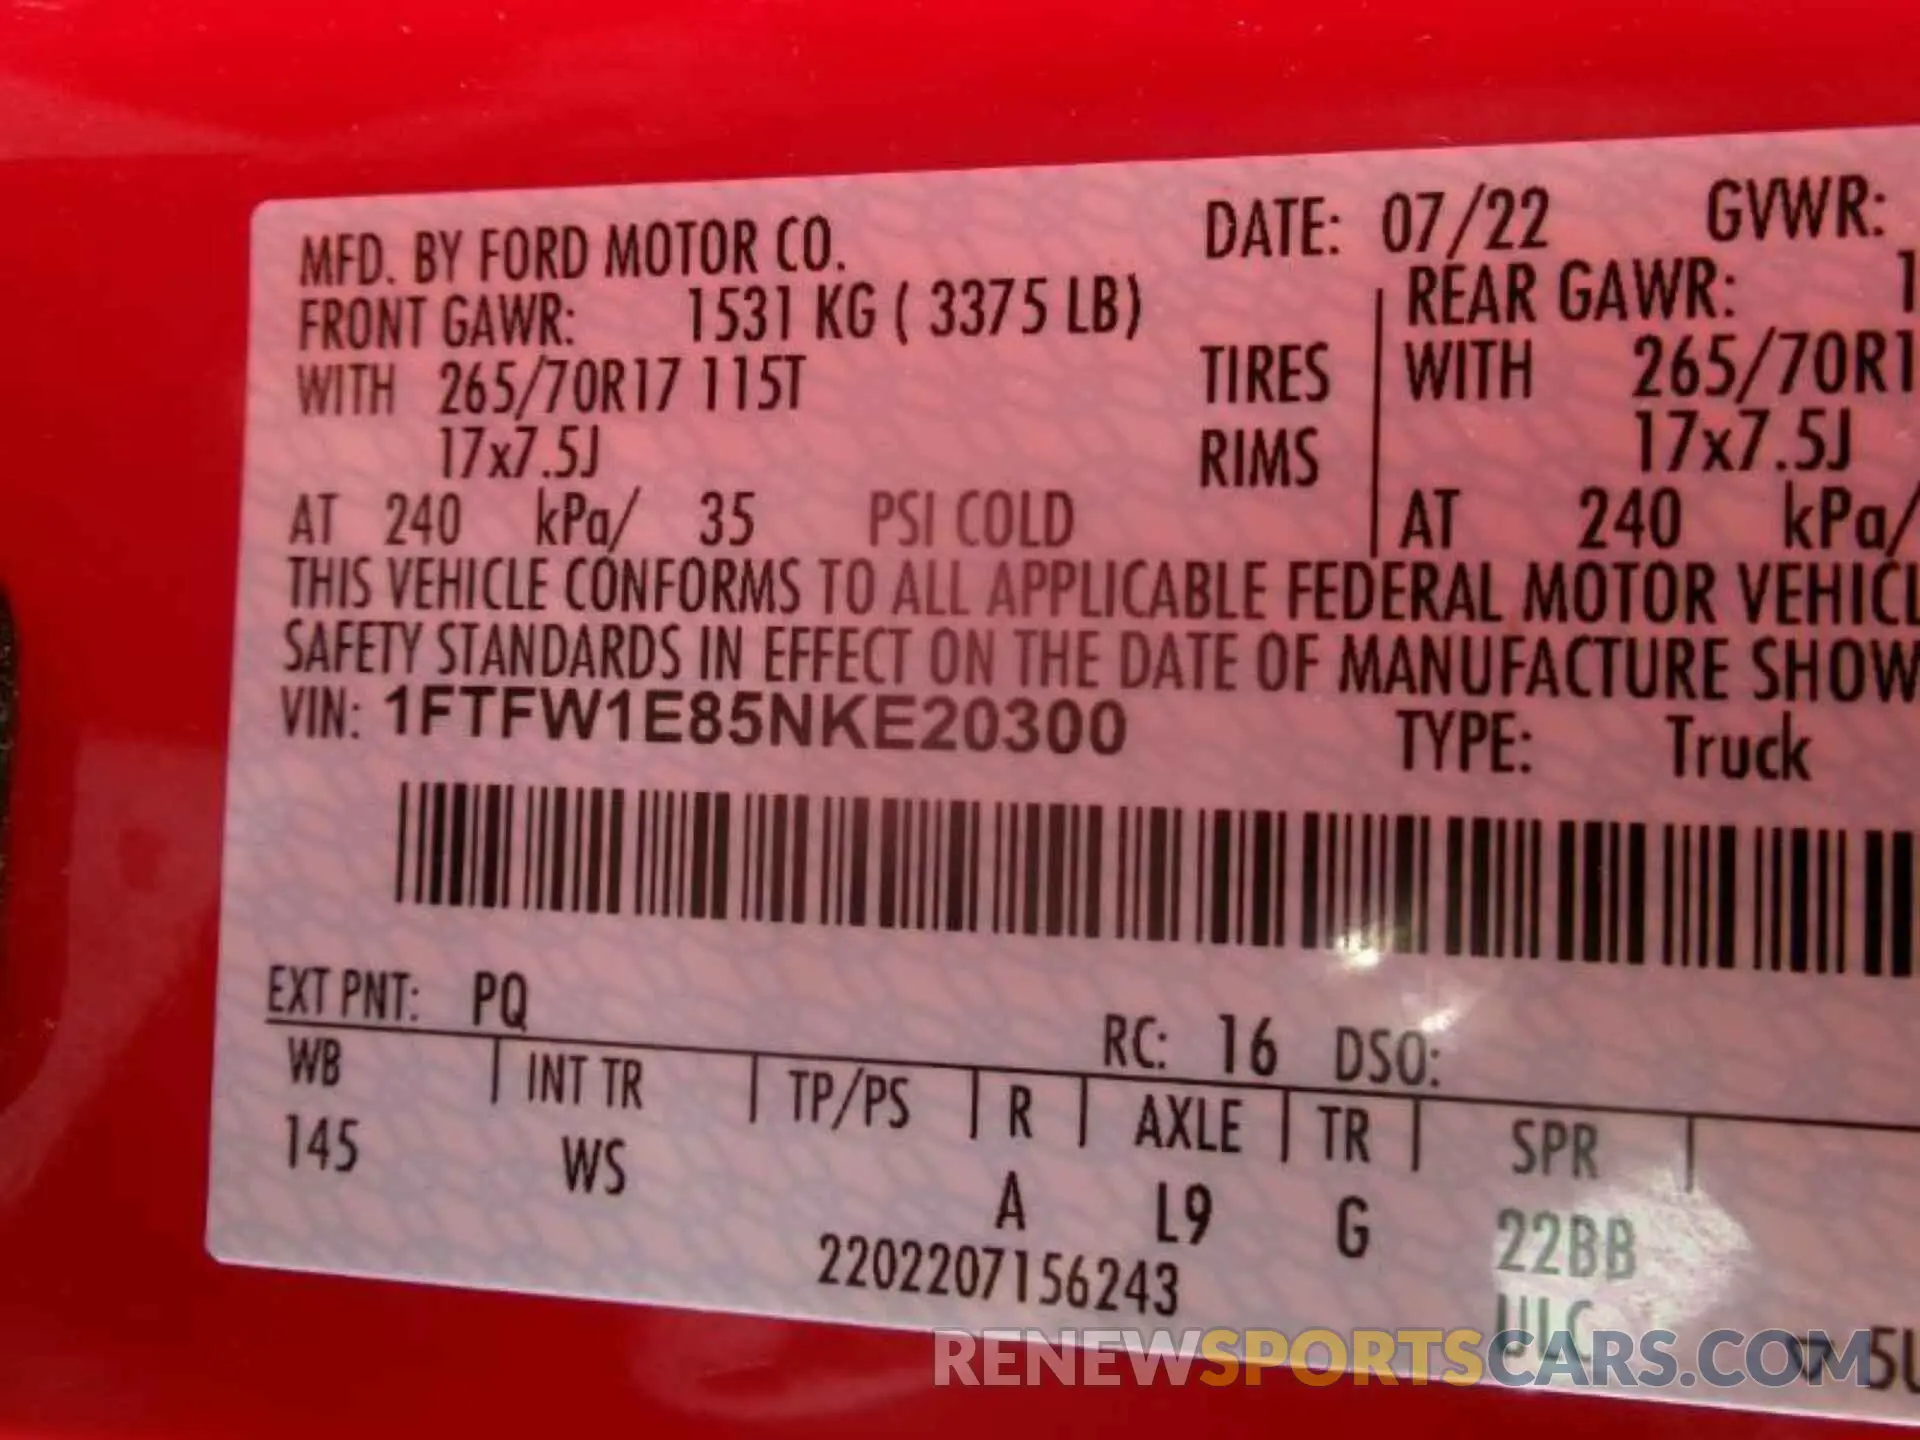 MFD. BY FORD MOTOR CO. DATE: 07/22 GVWR:
FRONT GAWR: 1531 KG ( 3375 LB) REAR GAWR: 1
WITH 265/70R17 115T TIRES WITH 265/70R1
17x7.5J RIMS 17x7.5J
AT 240 kPa/ 35 PSI COLD AT 240 kPa/
THIS VEHICLE CONFORMS TO ALL APPLICABLE FEDERAL MOTOR VEHICL
SAFETY STANDARDS IN EFFECT ON THE DATE OF MANUFACTURE SHOW
VIN: 1FTFW1E85NKE20300 TYPE: Truck
EXT PNT: PQ RC: 16 DSO:
WB INT TR TP/PS R AXLE TR SPR
145 WS A L9 G 22BB
2202207156243 ULC 5U
RENEWSPORTSCARS.COM